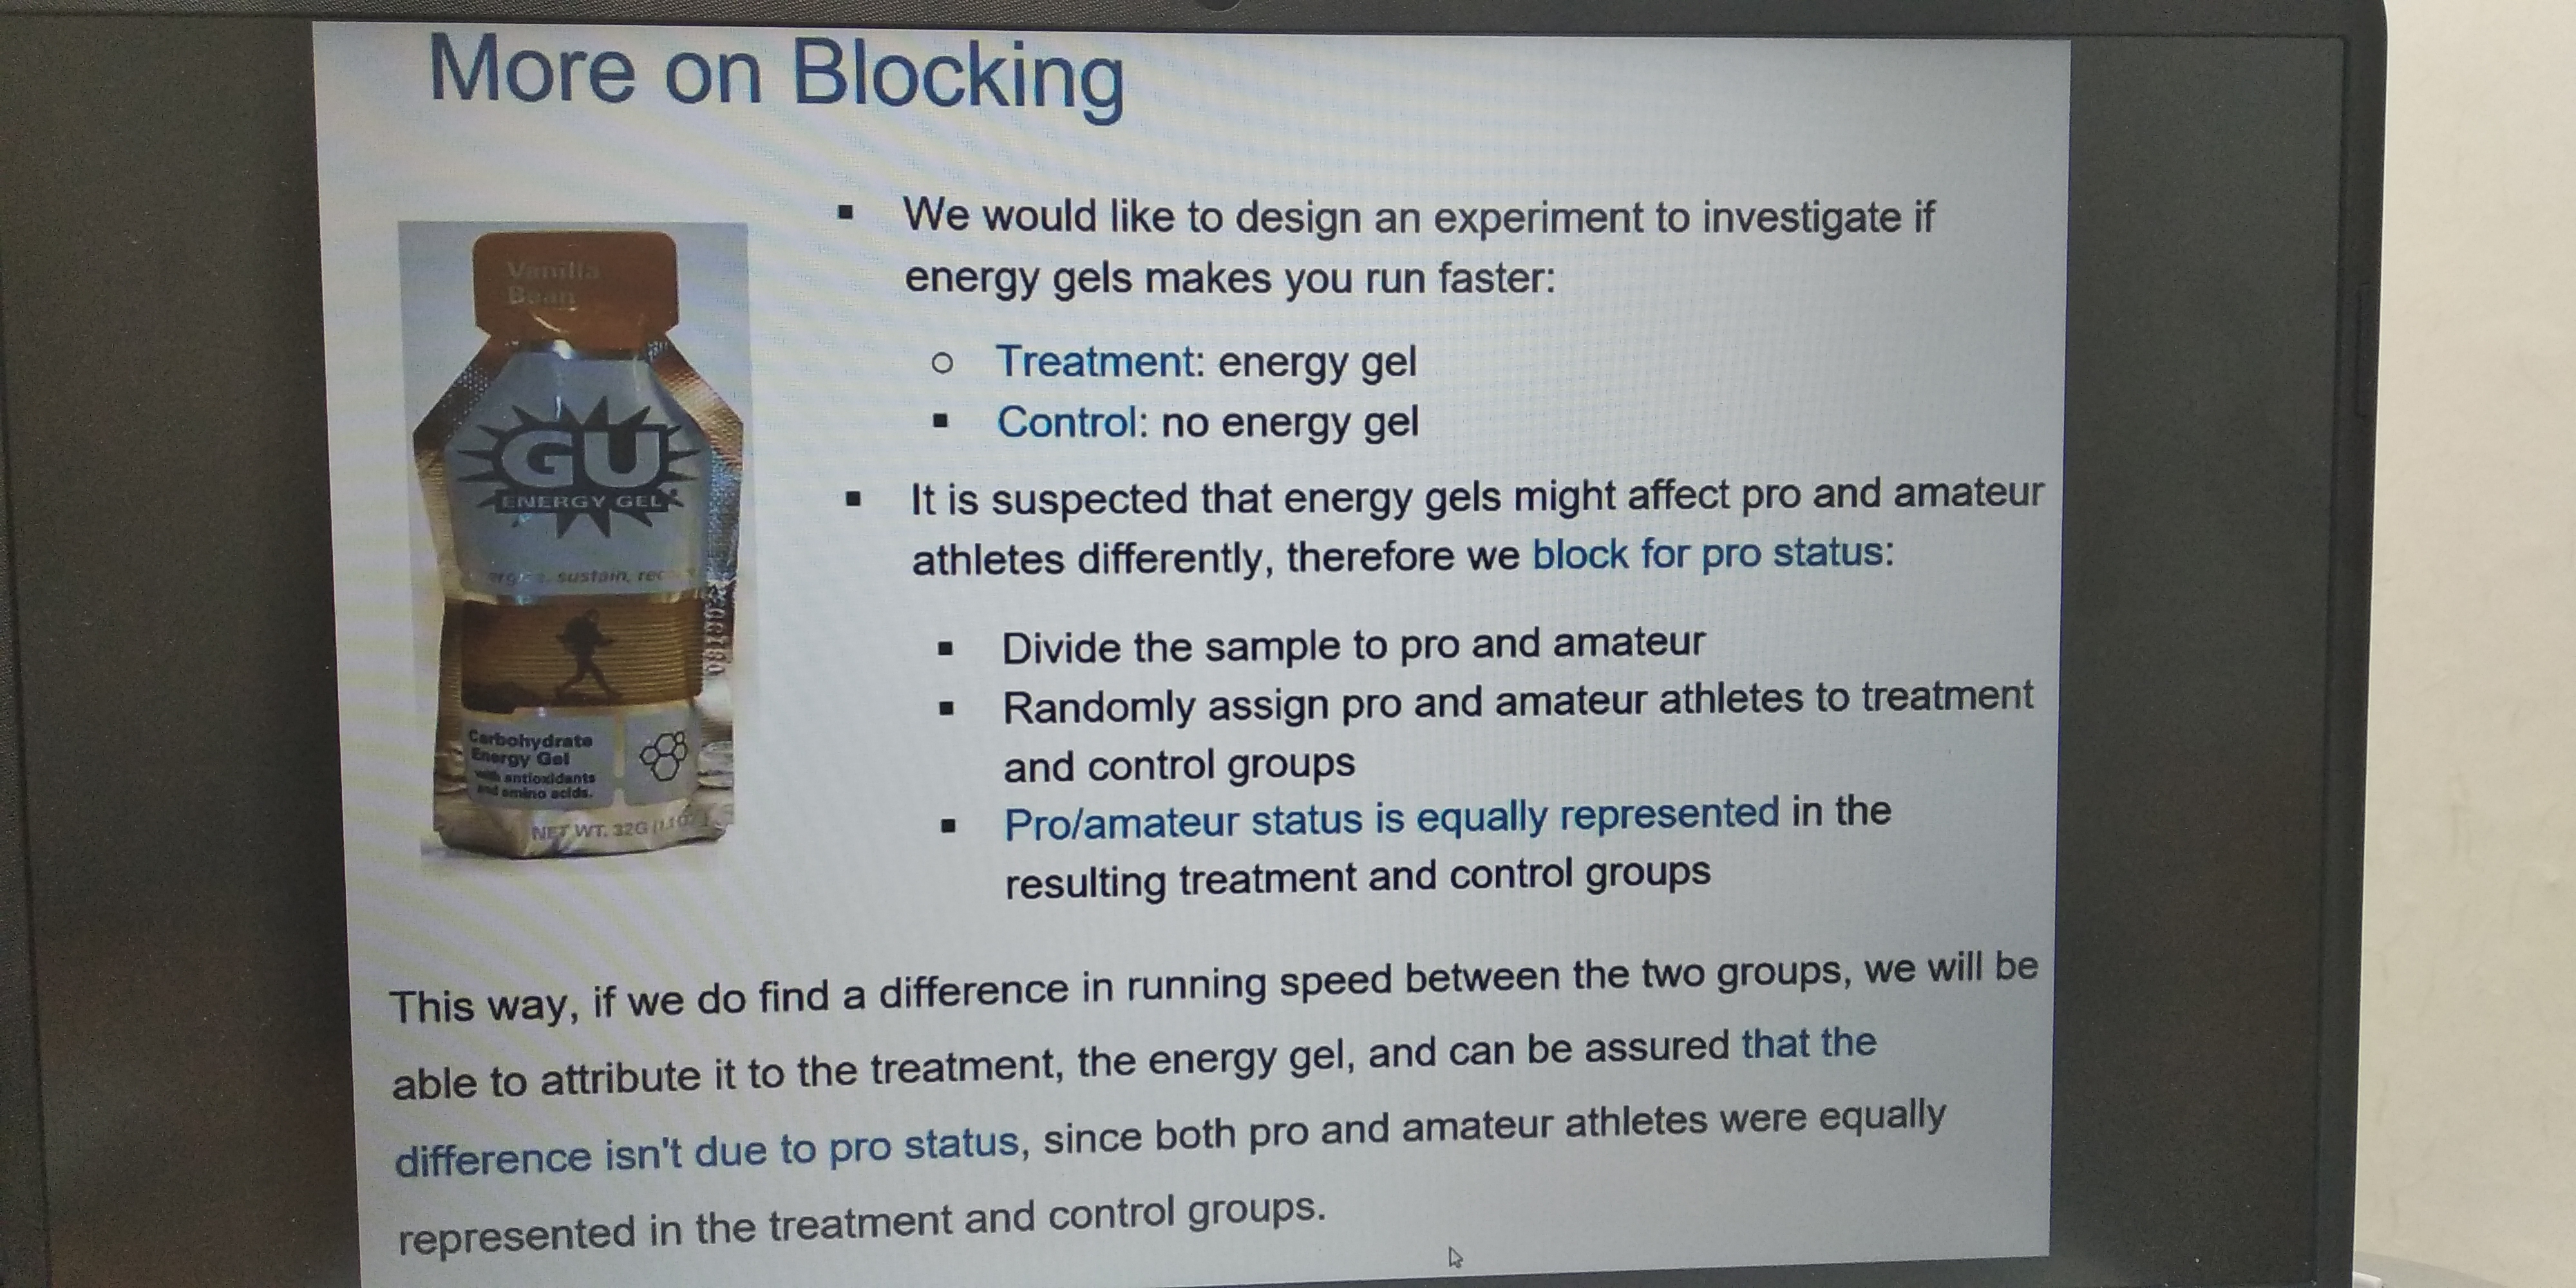 More on Blocking
▪ We would like to design an experiment to investigate if
energy gels makes you run faster:
○ Treatment: energy gel
▪ Control: no energy gel
▪ It is suspected that energy gels might affect pro and amateur
athletes differently, therefore we block for pro status:
▪ Divide the sample to pro and amateur
▪ Randomly assign pro and amateur athletes to treatment
and control groups
▪ Pro/amateur status is equally represented in the
resulting treatment and control groups
Vanilla
Bean
GU
ENERGY GEL
sustain,
Carbohydrate
Energy Gel
with antioxidants
and amino acids.
NET WT. 32G
This way, if we do find a difference in running speed between the two groups, we will be
able to attribute it to the treatment, the energy gel, and can be assured that the
difference isn't due to pro status, since both pro and amateur athletes were equally
represented in the treatment and control groups.